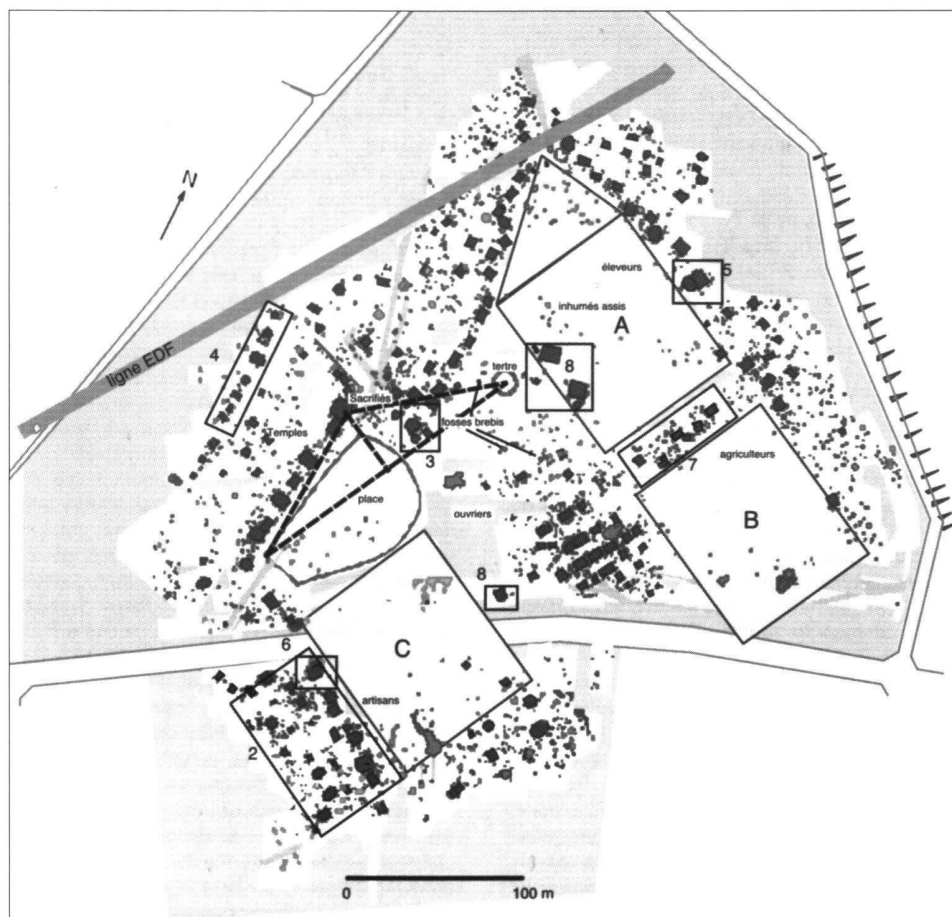 N
ligne EDF
éleveurs
5
inhumés assis
A
4
8
tertre
Sacrifiés
fosses brebis
Temples
3
7
agriculteurs
place
ouvriers
B
8
C
6
artisans
2
0
100 m